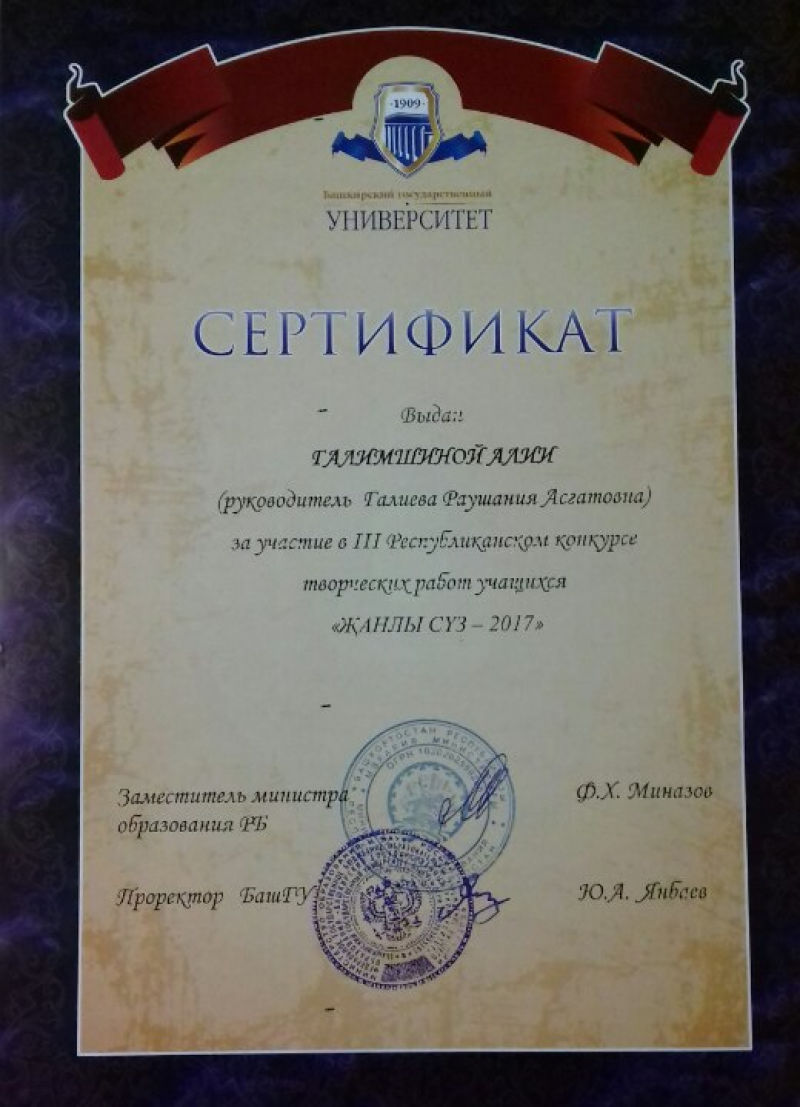 1909
Башкирский государственный
УНИВЕРСИТЕТ
СЕРТИФИКАТ
Выдан
ГАЛИМШИНОЙ АЛИИ
(руководитель Галиева Раушания Асгатовна)
за участие в III Республиканском конкурсе
творческих работ учащихся
«ЖАНЛЫ СҮЗ – 2017»
Заместитель министра
образования РБ
Ф.Х. Миназов
Проректор БашГУ
Ю.А. Янбаев